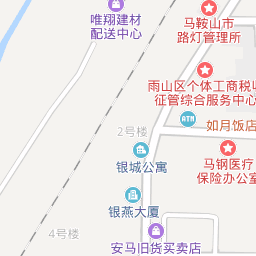 唯翔建材
配送中心
马鞍山市
路灯管理所
雨山区个体工商税收
征管综合服务中心
ATM
如月饭店
2号楼
马钢医疗
保险办公室
银城公寓
银燕大厦
4号楼
安马旧货买卖店